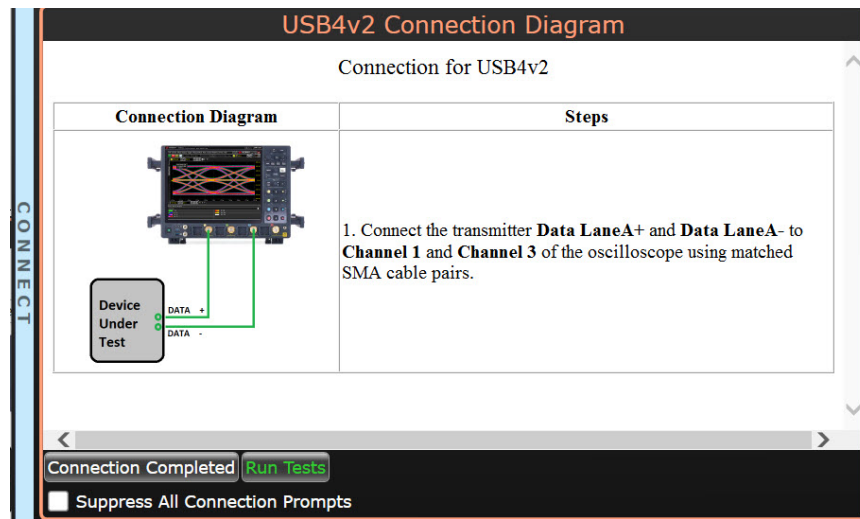 USB4v2 Connection Diagram
Connection for USB4v2
Connection Diagram
Steps
1. Connect the transmitter Data LaneA+ and Data LaneA- to
Channel 1 and Channel 3 of the oscilloscope using matched
SMA cable pairs.
Device
Under
Test
DATA +
DATA -
CONNECT
Connection Completed
Run Tests
Suppress All Connection Prompts